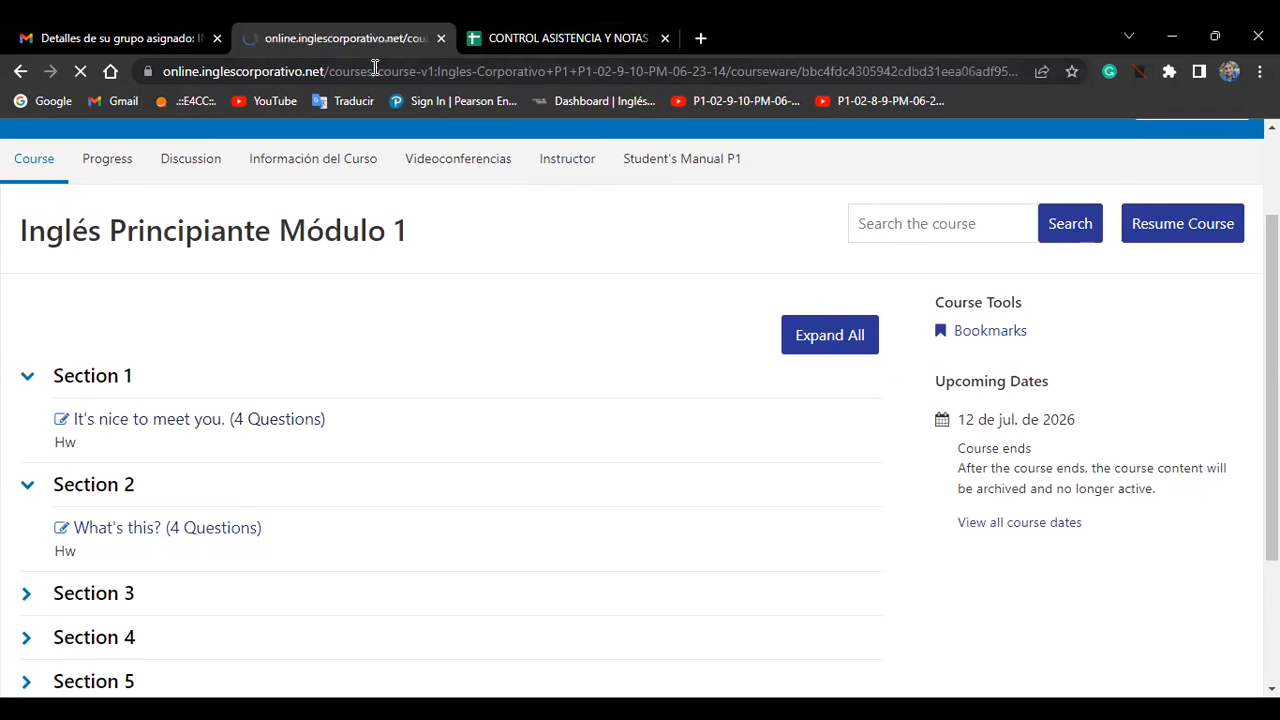 Detalles de su grupo asignado: I
online.inglescorporativo.net/cou
CONTROL ASISTENCIA Y NOTAS
online.inglescorporativo.net/courses/course-v1:Ingles-Corporativo+P1+P1-02-9-10-PM-06-23-14/courseware/bbc4fdc4305942cdbd31eea06adf95...
Google
Gmail
.::E4CC::.
YouTube
Traducir
Sign In | Pearson En...
Dashboard | Inglés...
P1-02-9-10-PM-06-...
P1-02-8-9-PM-06-2...
Course
Progress
Discussion
Información del Curso
Videoconferencias
Instructor
Student's Manual P1
Inglés Principiante Módulo 1
Search the course
Search
Resume Course
Expand All
Section 1
It's nice to meet you. (4 Questions)
Hw
Section 2
What's this? (4 Questions)
Hw
Section 3
Section 4
Section 5
Course Tools
Bookmarks
Upcoming Dates
12 de jul. de 2026
Course ends
After the course ends, the course content will
be archived and no longer active.
View all course dates